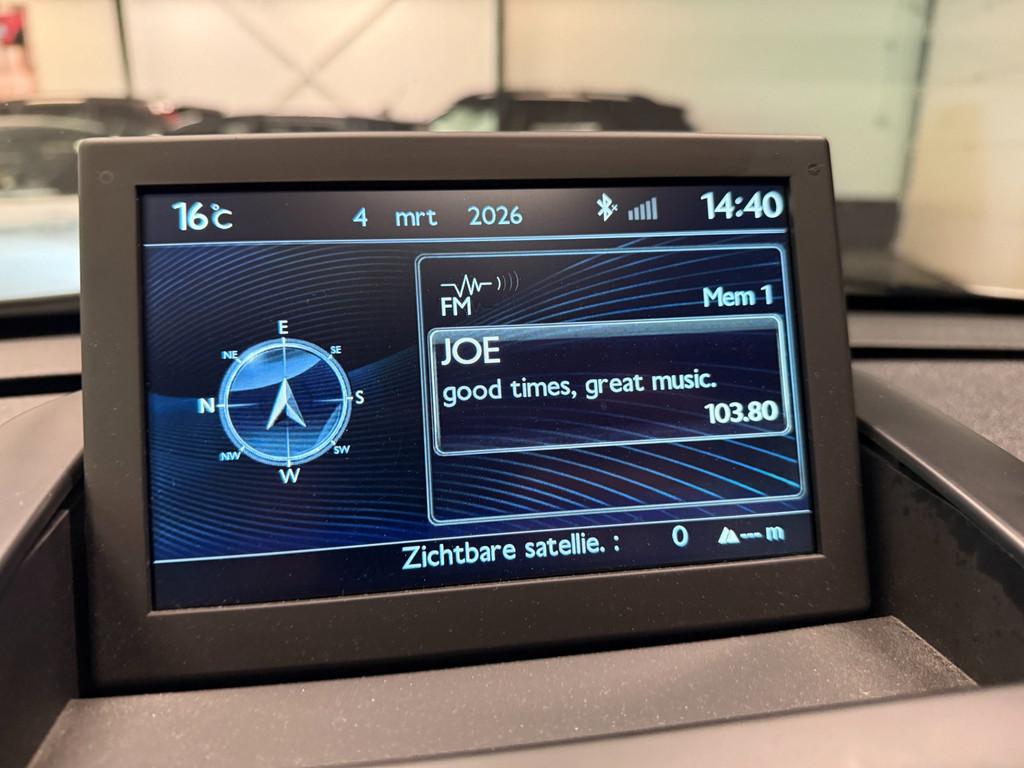 16°C 4 mrt 2026 14:40
FM
Mem 1
JOE
good times, great music.
103.80
E
NE SE
N S
NW SW
W
Zichtbare satellie. : 0 --- m